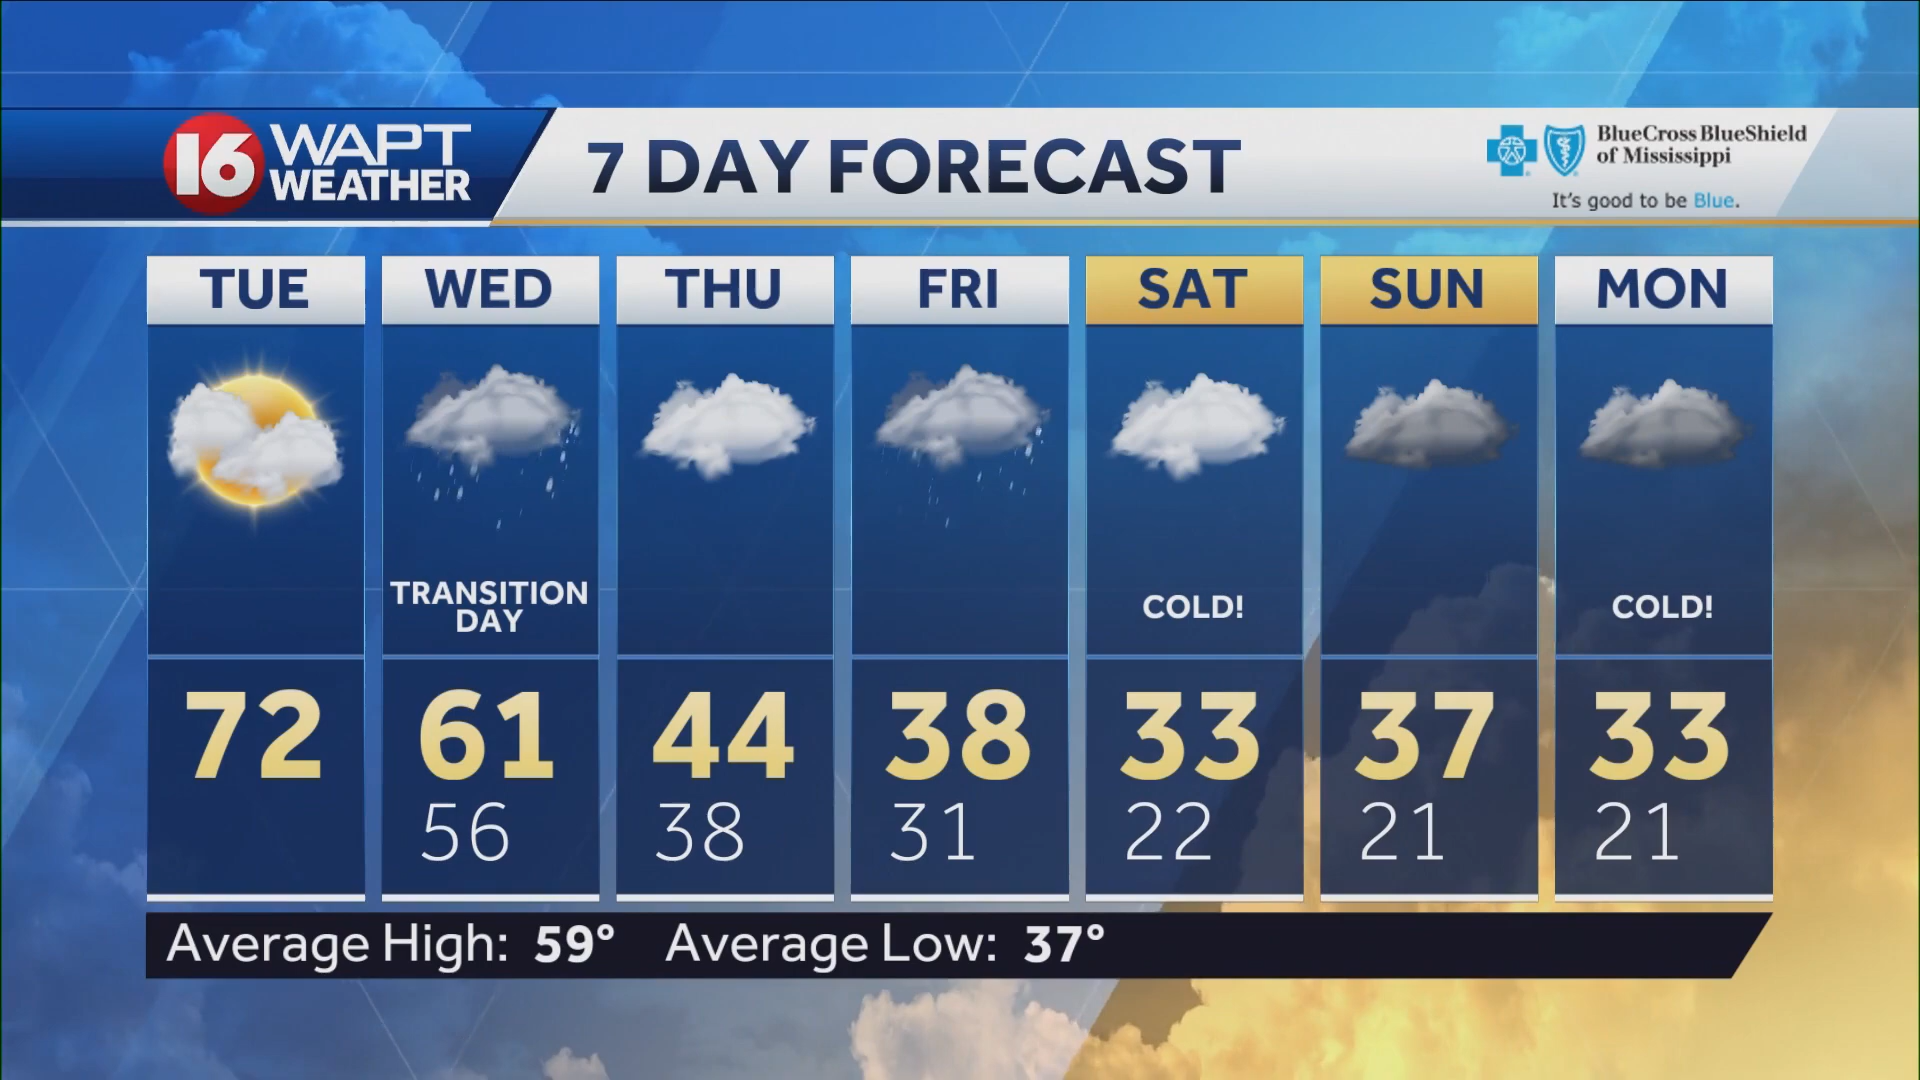 16 WAPT
WEATHER
7 DAY FORECAST
BlueCross BlueShield
of Mississippi
It's good to be Blue.
TUE WED THU FRI SAT SUN MON
TRANSITION
DAY
COLD!
COLD!
72 61 44 38 33 37 33
56 38 31 22 21 21
Average High: 59° Average Low: 37°